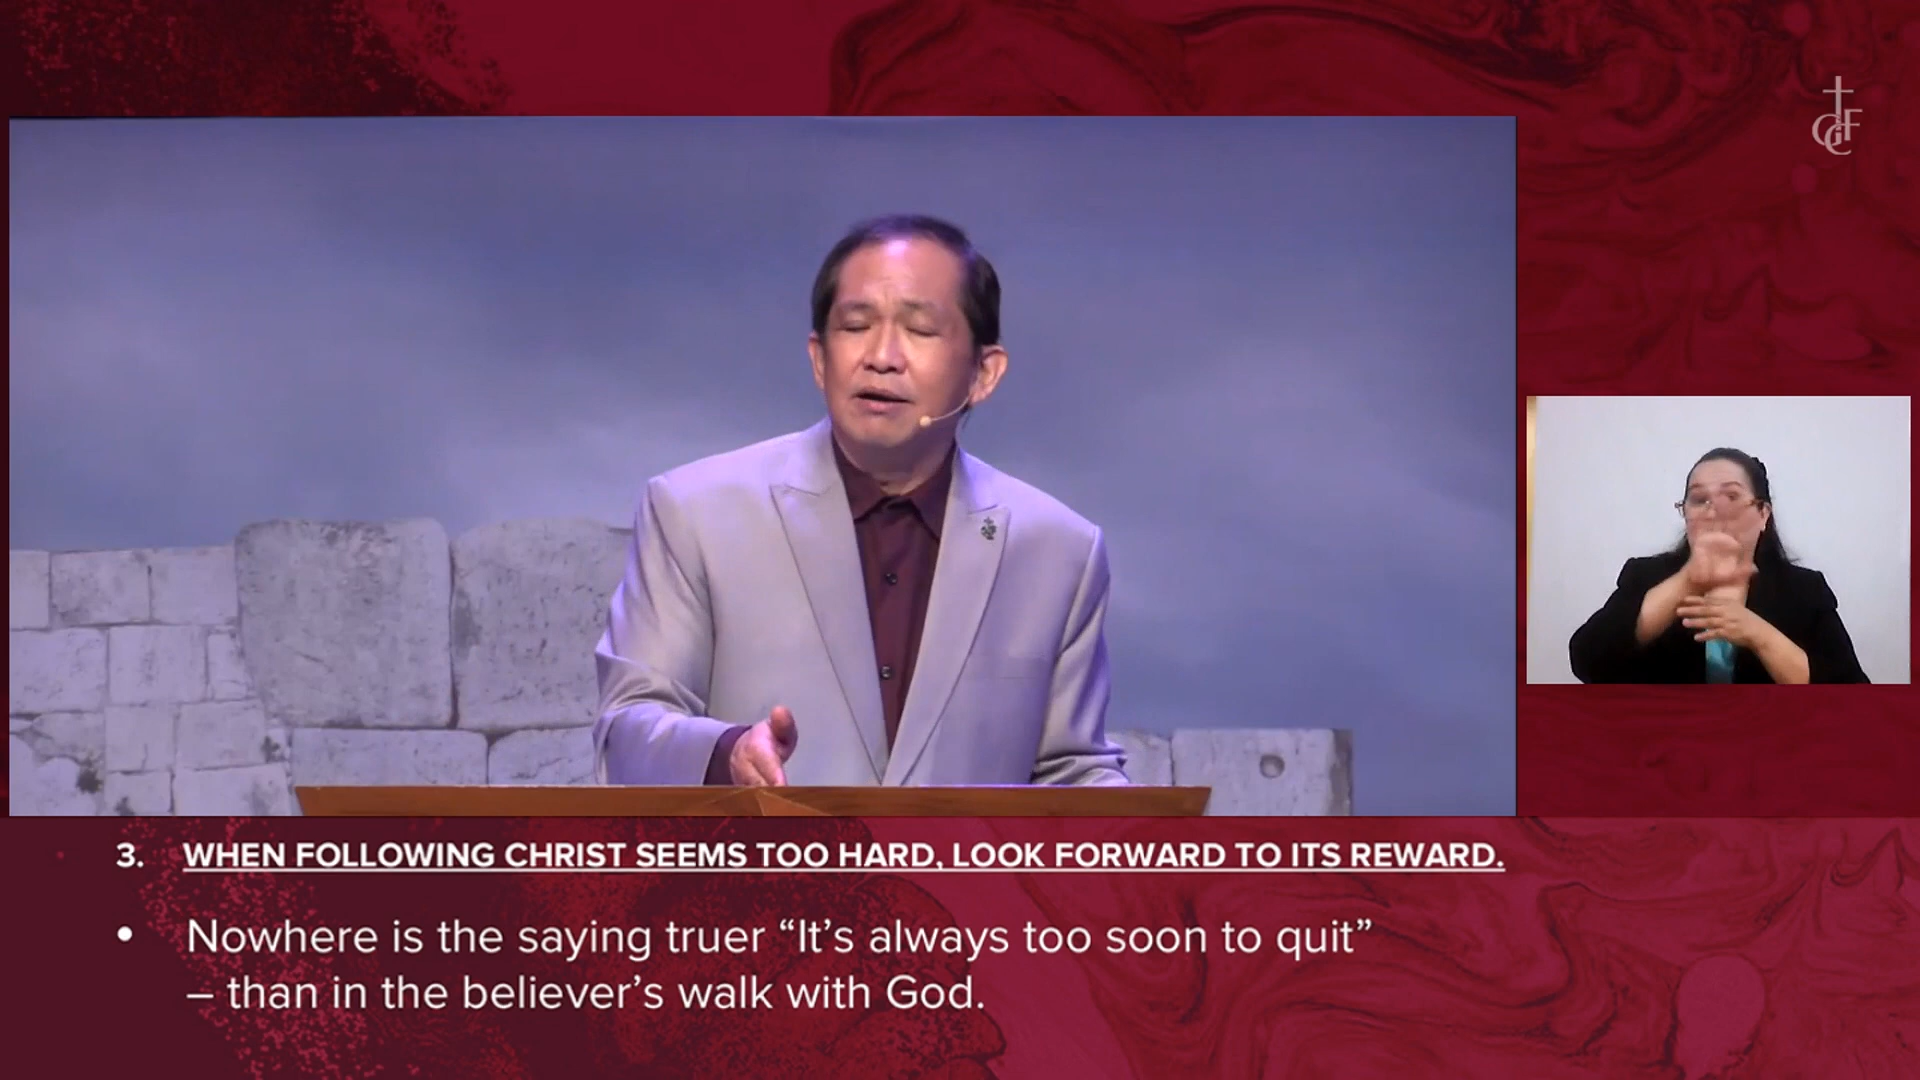 GCF
3. WHEN FOLLOWING CHRIST SEEMS TOO HARD, LOOK FORWARD TO ITS REWARD.
• Nowhere is the saying truer “It’s always too soon to quit”
– than in the believer’s walk with God.